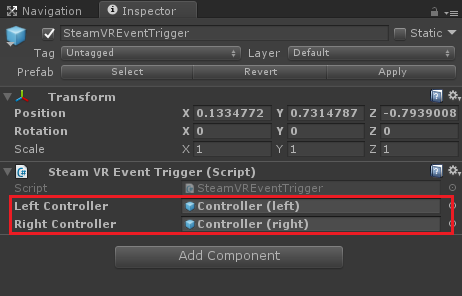 Navigation Inspector
SteamVREventTrigger Static
Tag Untagged Layer Default
Prefab Select Revert Apply
Transform
Position X 0.1334772 Y 0.7314787 Z -0.7939008
Rotation X 0 Y 0 Z 0
Scale X 1 Y 1 Z 1
Steam VR Event Trigger (Script)
Script SteamVREventTrigger
Left Controller Controller (left)
Right Controller Controller (right)
Add Component